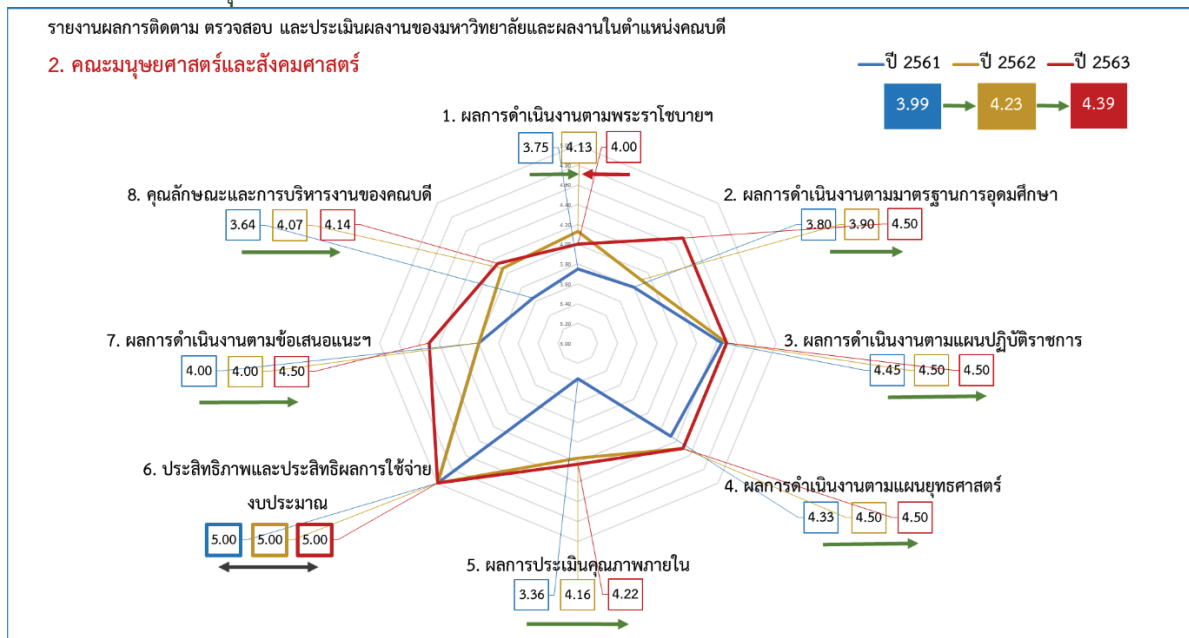 รายงานผลการติดตาม ตรวจสอบ และประเมินผลงานของมหาวิทยาลัยและผลงานในตำแหน่งคณบดี
2. คณะมนุษยศาสตร์และสังคมศาสตร์
ปี 2561 ปี 2562 ปี 2563
3.99 4.23 4.39
1. ผลการดำเนินงานตามพระราโชบายฯ
3.75 4.13 4.00
8. คุณลักษณะและการบริหารงานของคณบดี
3.64 4.07 4.14
2. ผลการดำเนินงานตามมาตรฐานการอุดมศึกษา
3.80 3.90 4.50
7. ผลการดำเนินงานตามข้อเสนอแนะฯ
4.00 4.00 4.50
3. ผลการดำเนินงานตามแผนปฏิบัติราชการ
4.45 4.50 4.50
6. ประสิทธิภาพและประสิทธิผลการใช้จ่าย
งบประมาณ
5.00 5.00 5.00
4. ผลการดำเนินงานตามแผนยุทธศาสตร์
4.33 4.50 4.50
5. ผลการประเมินคุณภาพภายใน
3.36 4.16 4.22
4.60
4.40
4.20
4.00
3.80
3.60
3.40
3.20
3.00